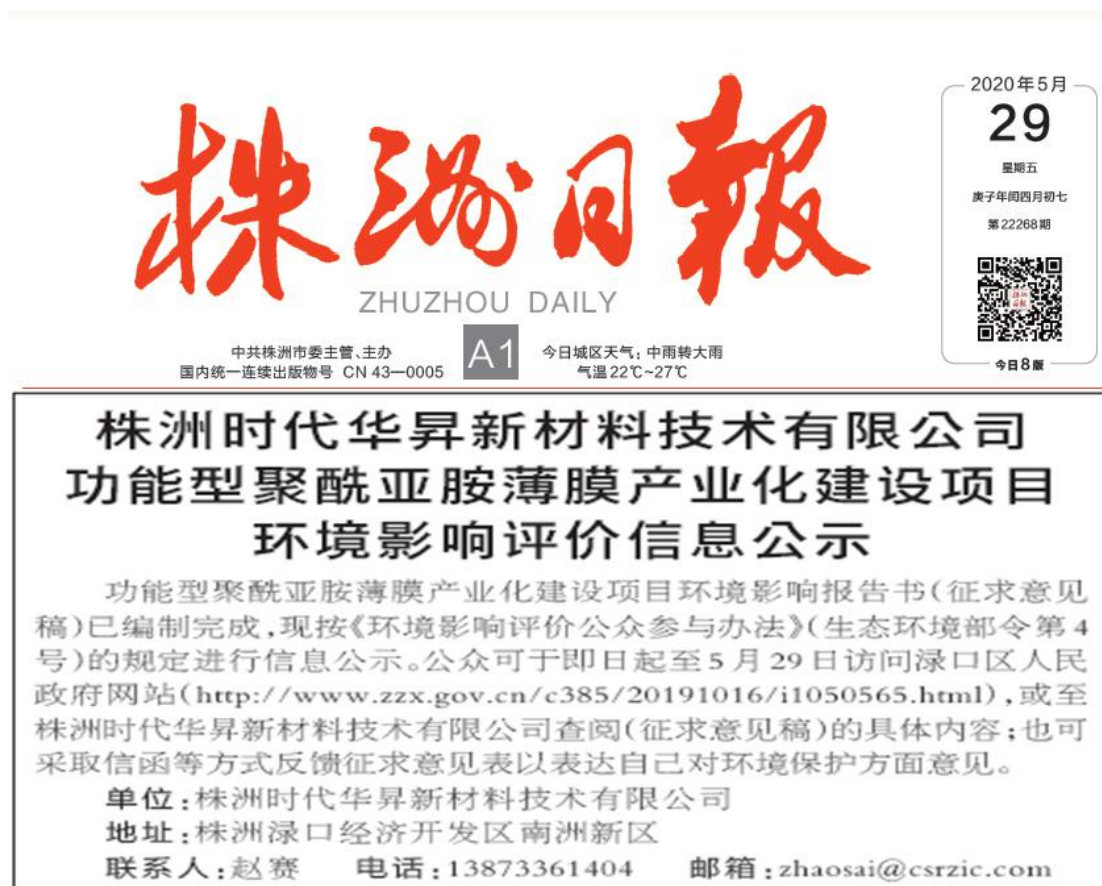 株洲日報
ZHUZHOU DAILY
中共株洲市委主管、主办
国内统一连续出版物号 CN 43—0005
A1
今日城区天气：中雨转大雨
气温22℃~27℃
2020年5月
29
星期五
庚子年闰四月初七
第22268期
株洲
日报
今日8版
株洲时代华昇新材料技术有限公司
功能型聚酰亚胺薄膜产业化建设项目
环境影响评价信息公示
功能型聚酰亚胺薄膜产业化建设项目环境影响报告书(征求意见
稿)已编制完成,现按《环境影响评价公众参与办法》(生态环境部令第4
号)的规定进行信息公示。公众可于即日起至5月29日访问渌口区人民
政府网站(http://www.zzx.gov.cn/c385/20191016/i1050565.html),或至
株洲时代华昇新材料技术有限公司查阅(征求意见稿)的具体内容;也可
采取信函等方式反馈征求意见表以表达自己对环境保护方面意见。
单位:株洲时代华昇新材料技术有限公司
地址:株洲渌口经济开发区南洲新区
联系人:赵赛 电话:13873361404 邮箱:zhaosai@csrzic.com